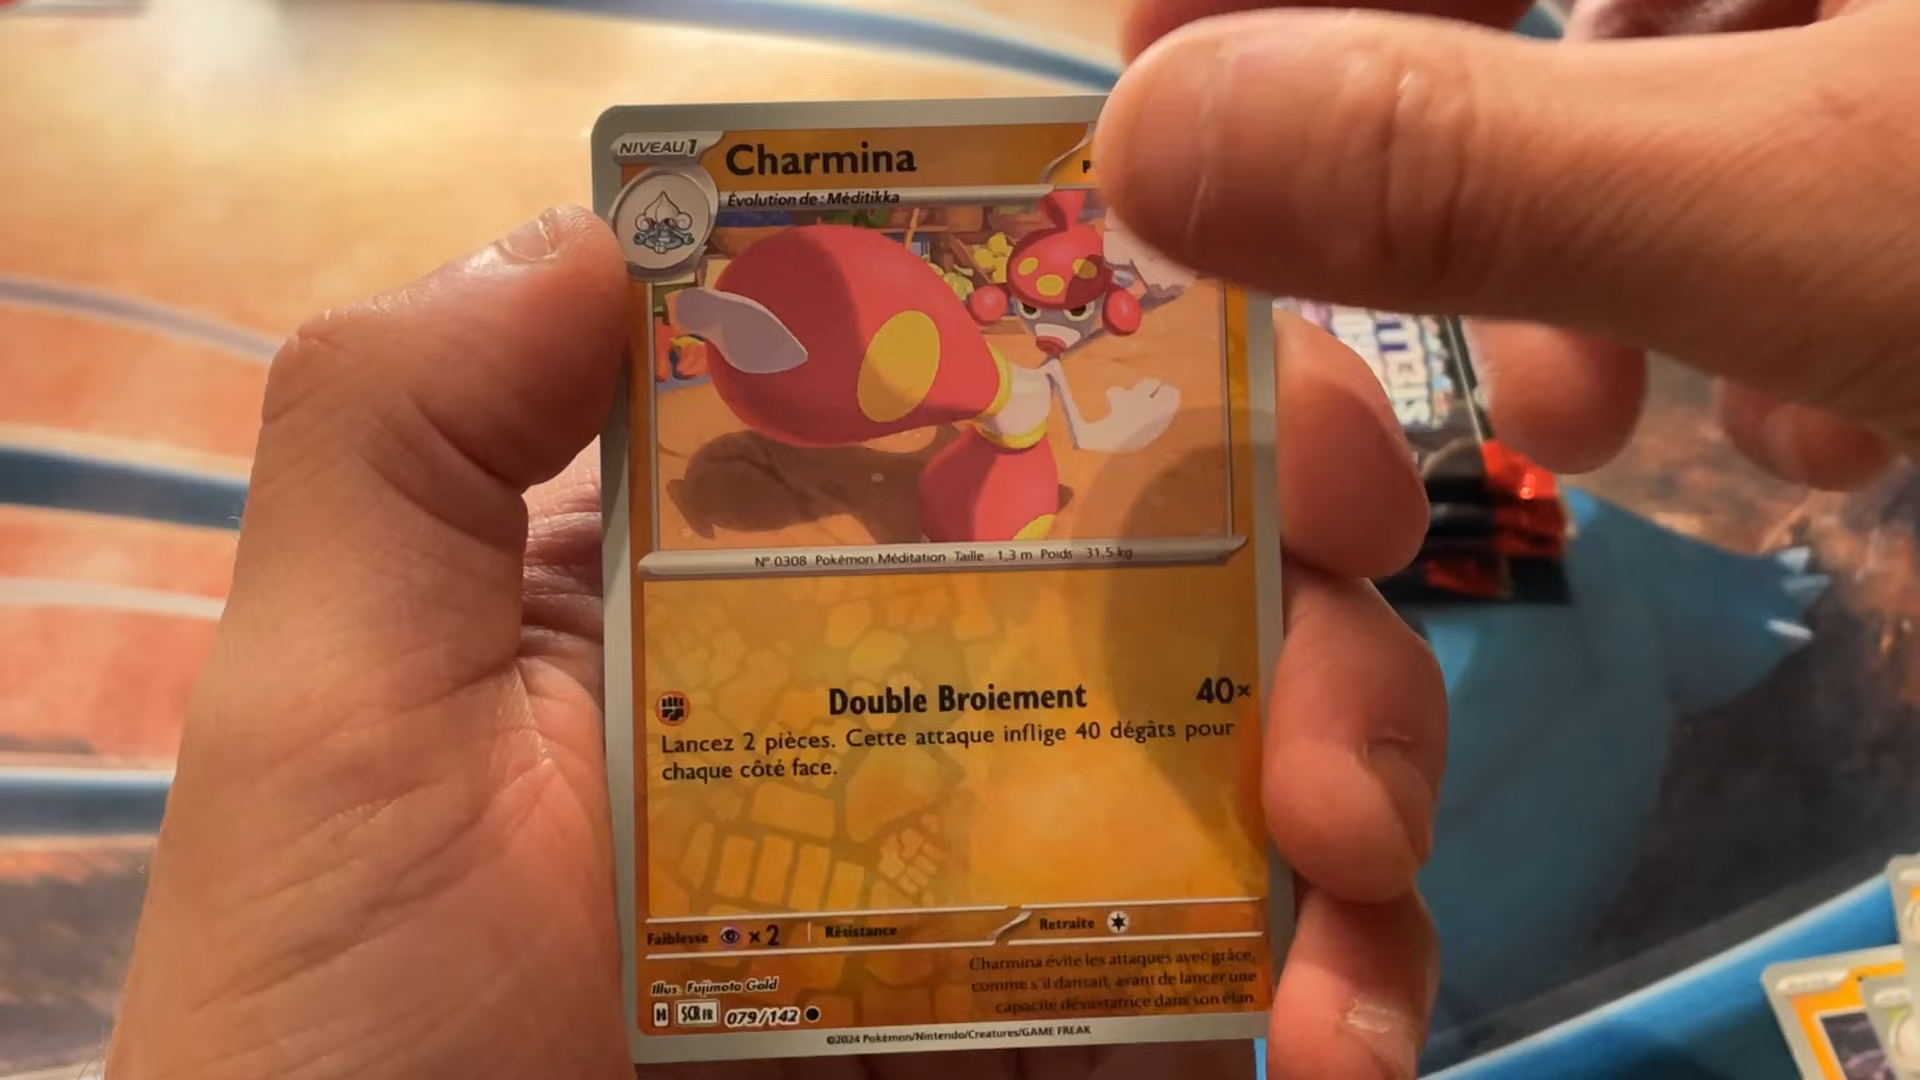 NIVEAU 1
Charmina
Évolution de : Méditikka
N° 0308 Pokémon Méditation Taille : 1,3 m Poids : 31,5 kg
Double Broiement 40×
Lancez 2 pièces. Cette attaque inflige 40 dégâts pour
chaque côté face.
Faiblesse ×2 Résistance Retraite
Charmina évite les attaques avec grâce,
comme s'il dansait, avant de lancer une
capacité dévastatrice dans son élan.
Illus. Fujimoto Gold
H SCR FR 079/142
©2024 Pokémon/Nintendo/Creatures/GAME FREAK